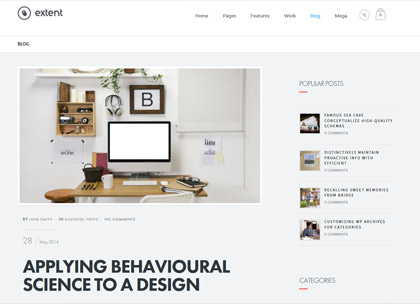 extent
Home Pages Features Work Blog Mega
BLOG
B
WORK
BY LUKE SMITH / IN BUSINESS, NEWS / NO COMMENTS
28 / May, 2014
APPLYING BEHAVIOURAL
SCIENCE TO A DESIGN
POPULAR POSTS
FAMOUS SEA CAVE
CONCEPTUALIZE HIGH-QUALITY
SCHEMAS
0 COMMENTS
DISTINCTIVELY
MAINTAIN PROACTIVE INFO WITH
EFFICIENT
0 COMMENTS
RECALLING SWEET MEMORIES
FROM BRIDGE
2 COMMENTS
CUSTOMIZING WP ARCHIVES
FOR CATEGORIES
2 COMMENTS
CATEGORIES